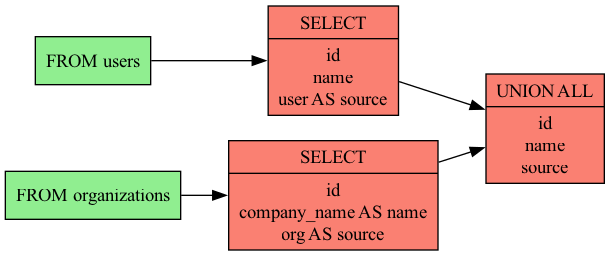 FROM users
SELECT
id
name
user AS source
FROM organizations
SELECT
id
company_name AS name
org AS source
UNION ALL
id
name
source